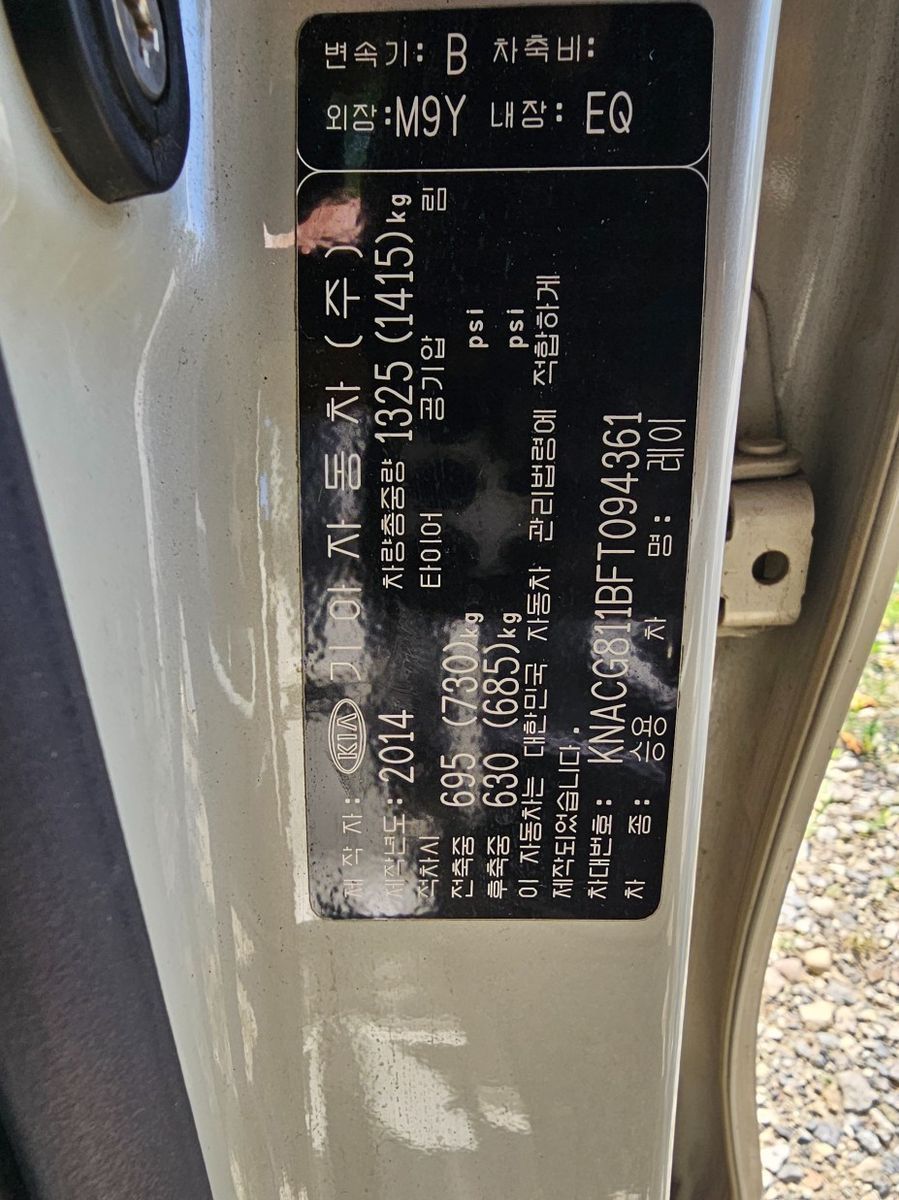 변속기: B 차축비:
외장:M9Y 내장: EQ
제 작 자: KIA 기 아 자 동 차 ( 주 )
제작년도: 2014 차량총중량 1325 (1415)kg
적차시 타이어 공기압 림
전축중 695 (730)kg psi
후축중 630 (685)kg psi
이 자동차는 대한민국 자동차 관리법령에 적합하게
제작되었습니다.
차대번호: KNACG811BFT094361
차 종: 승용 차 명: 레이